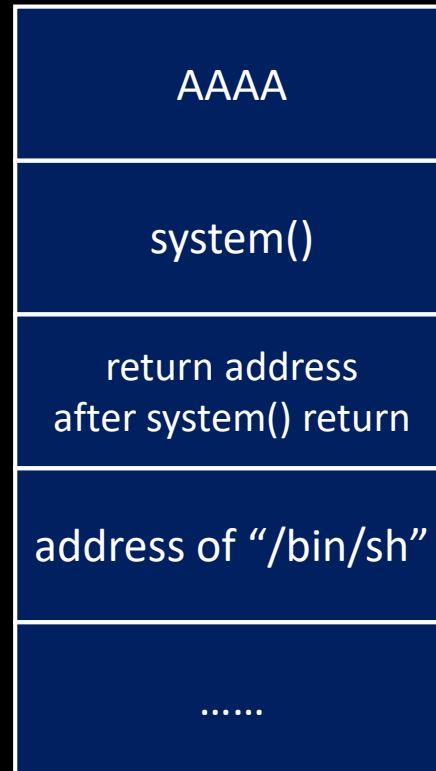 AAAA
system()
return address
after system() return
address of “/bin/sh”
……